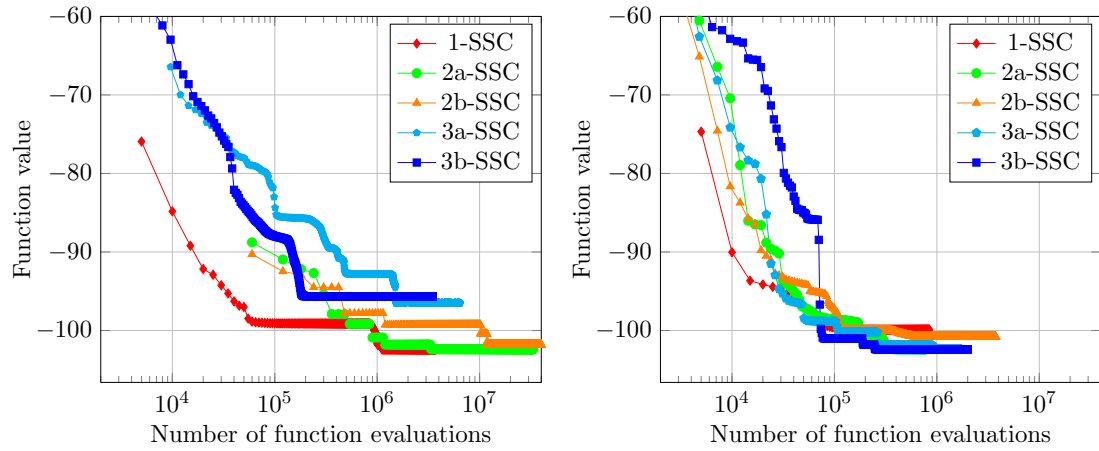 −60
−70
−80
−90
−100
Function value
10^4
10^5
10^6
10^7
Number of function evaluations
1-SSC
2a-SSC
2b-SSC
3a-SSC
3b-SSC
−60
−70
−80
−90
−100
Function value
10^4
10^5
10^6
10^7
Number of function evaluations
1-SSC
2a-SSC
2b-SSC
3a-SSC
3b-SSC